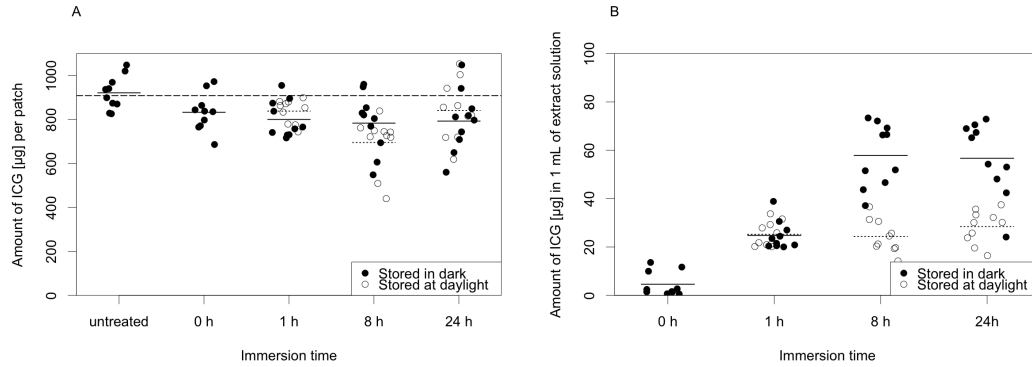 A
Amount of ICG [µg] per patch
0
200
400
600
800
1000
Stored in dark
Stored at daylight
untreated
0 h
1 h
8 h
24 h
Immersion time
B
Amount of ICG [µg] in 1 mL of extract solution
0
20
40
60
80
100
Stored in dark
Stored at daylight
0 h
1 h
8 h
24h
Immersion time